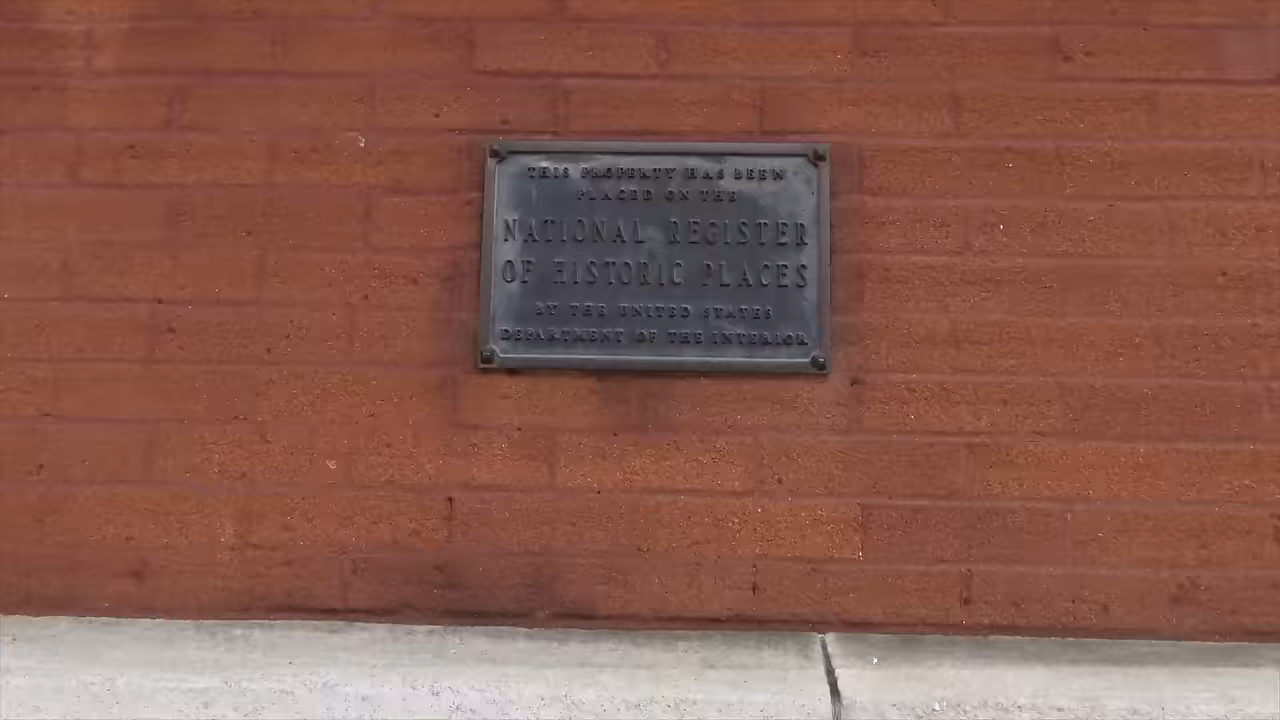 THIS PROPERTY HAS BEEN
PLACED ON THE
NATIONAL REGISTER
OF HISTORIC PLACES
BY THE UNITED STATES
DEPARTMENT OF THE INTERIOR